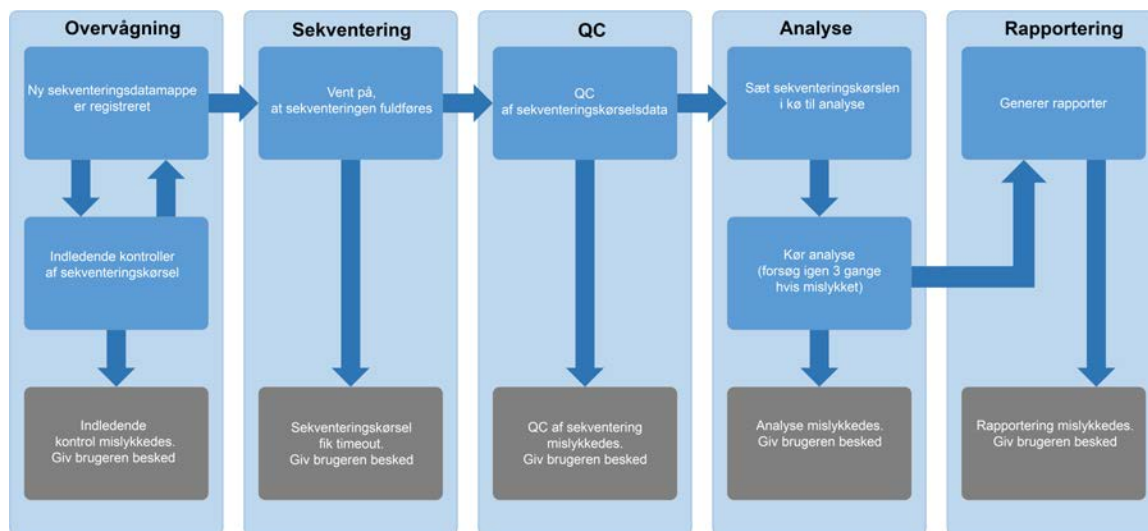 Overvågning
Ny sekventeringsdatamappe
er registreret
Indledende kontroller
af sekventeringskørsel
Indledende
kontrol mislykkedes.
Giv brugeren besked
Sekventering
Vent på,
at sekventeringen fuldføres
Sekventeringskørsel
fik timeout.
Giv brugeren besked
QC
QC
af sekventeringskørselsdata
QC af sekventering
mislykkedes.
Giv brugeren besked
Analyse
Sæt sekventeringskørslen
i kø til analyse
Kør analyse
(forsøg igen 3 gange
hvis mislykket)
Analyse mislykkedes.
Giv brugeren besked
Rapportering
Generer rapporter
Rapportering mislykkedes.
Giv brugeren besked